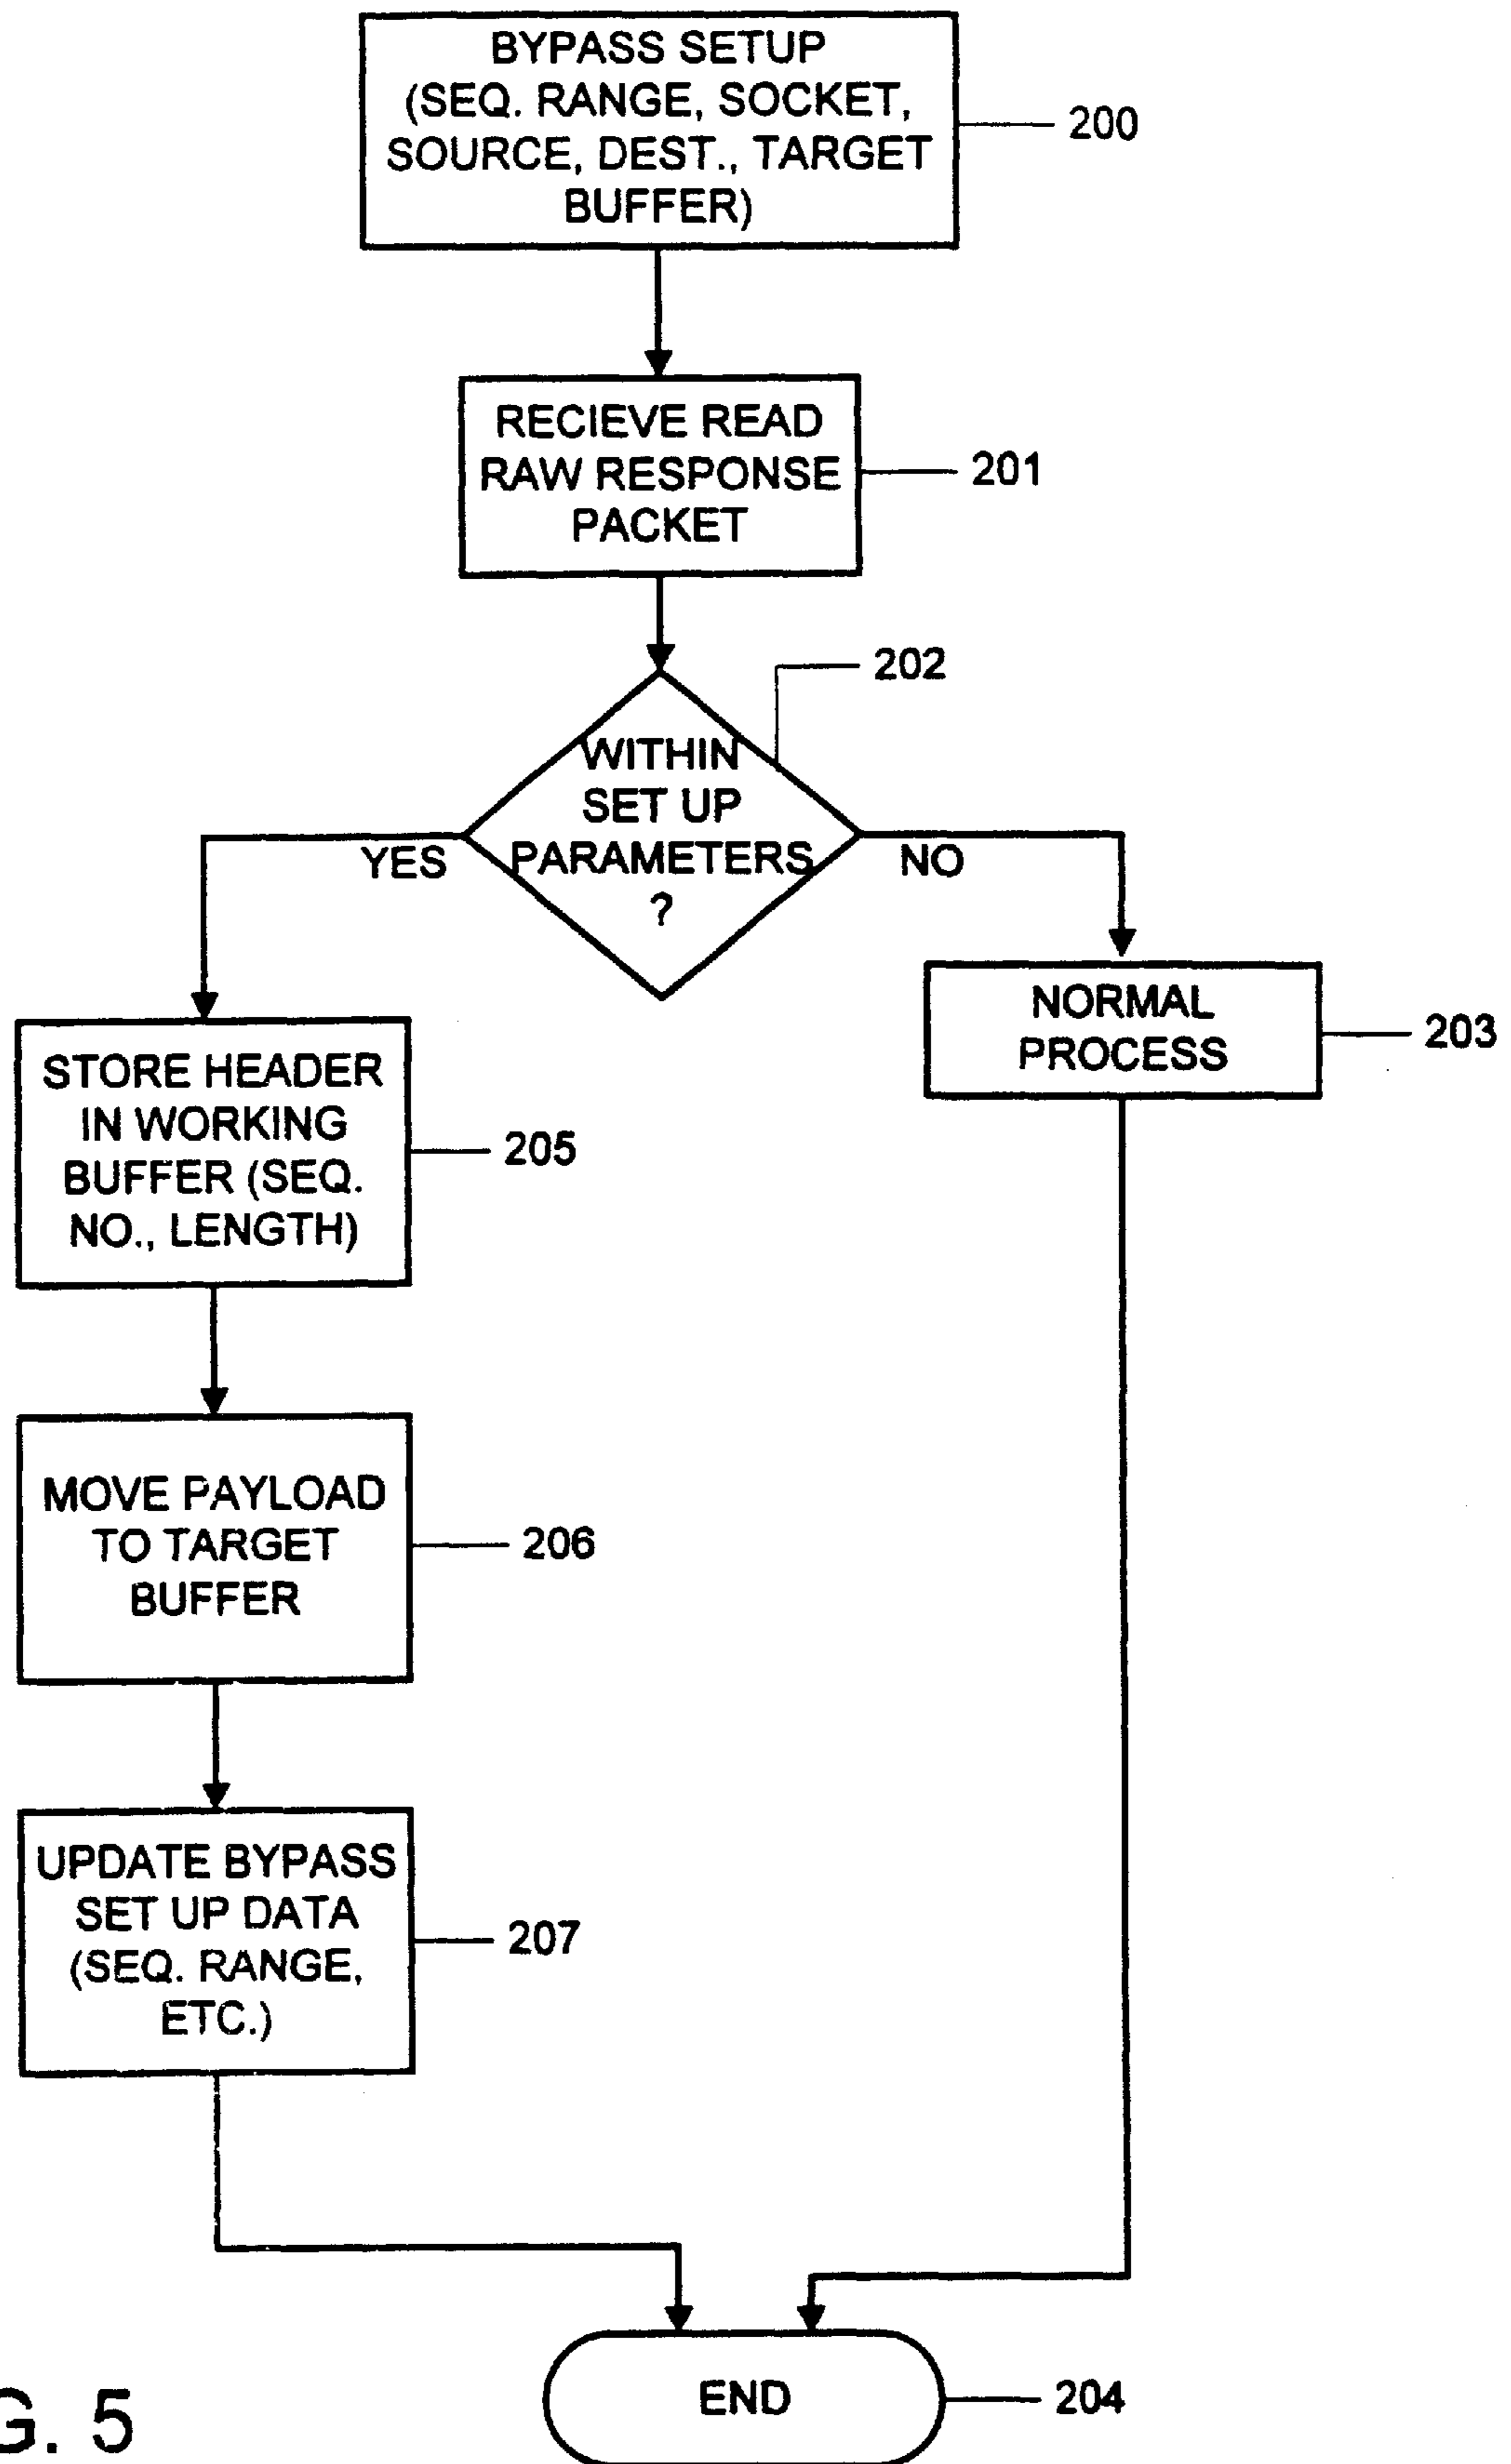 BYPASS SETUP
(SEQ. RANGE, SOCKET,
SOURCE, DEST., TARGET
BUFFER)
200
RECIEVE READ
RAW RESPONSE
PACKET
201
202
WITHIN
SET UP
PARAMETERS
?
YES
NO
NORMAL
PROCESS
203
STORE HEADER
IN WORKING
BUFFER (SEQ.
NO., LENGTH)
205
MOVE PAYLOAD
TO TARGET
BUFFER
206
UPDATE BYPASS
SET UP DATA
(SEQ. RANGE,
ETC.)
207
END
204
G. 5